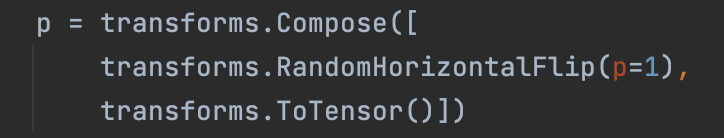 p = transforms.Compose([
    transforms.RandomHorizontalFlip(p=1),
    transforms.ToTensor()])